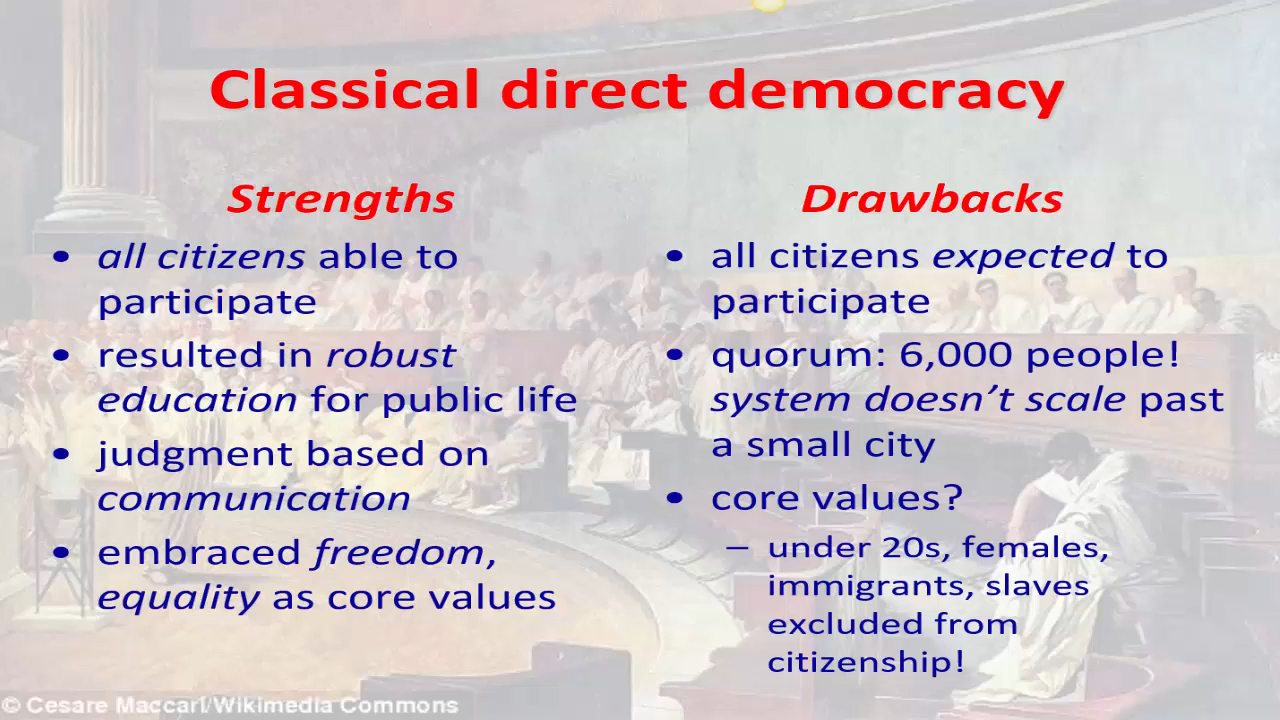 Classical direct democracy
Strengths
• all citizens able to
participate
• resulted in robust
education for public life
• judgment based on
communication
• embraced freedom,
equality as core values
Drawbacks
• all citizens expected to
participate
• quorum: 6,000 people!
system doesn’t scale past
a small city
• core values?
– under 20s, females,
immigrants, slaves
excluded from
citizenship!
© Cesare Maccari/Wikimedia Commons